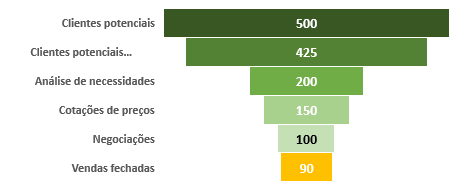 Clientes potenciais 500
Clientes potenciais... 425
Análise de necessidades 200
Cotações de preços 150
Negociações 100
Vendas fechadas 90